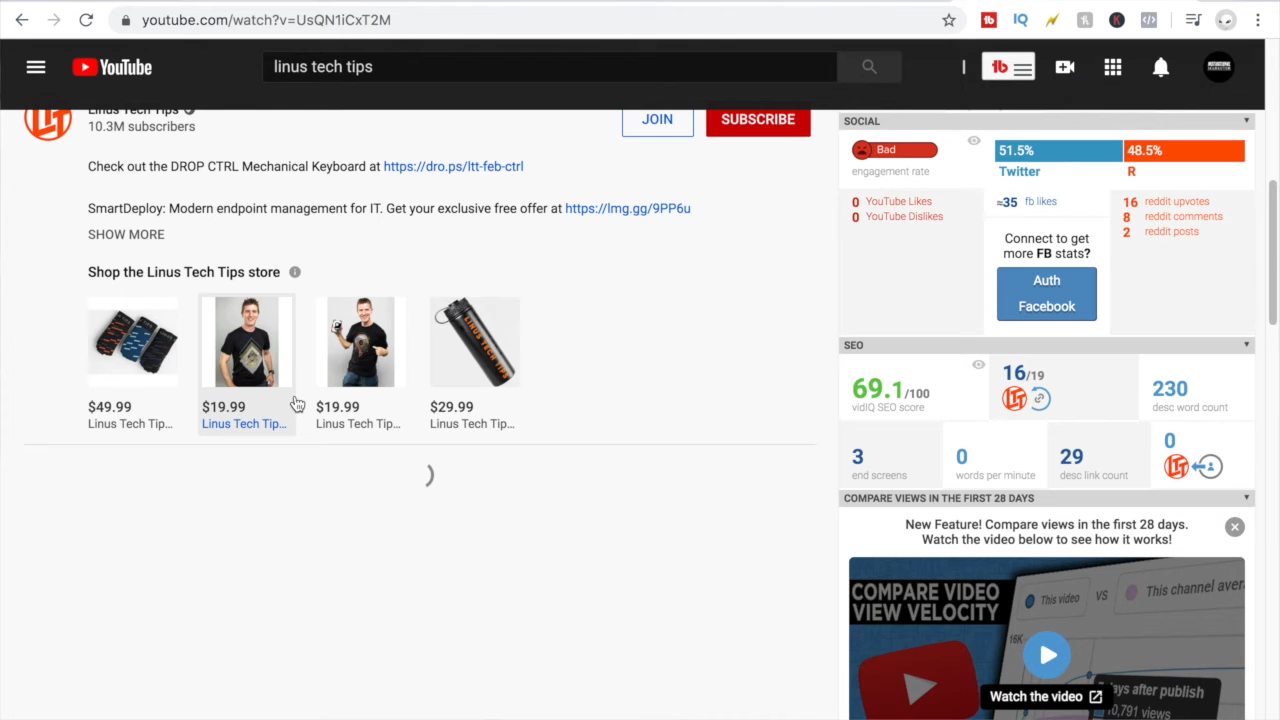 youtube.com/watch?v=UsQN1iCxT2M
YouTube
linus tech tips
Linus Tech Tips
10.3M subscribers
JOIN
SUBSCRIBE
Check out the DROP CTRL Mechanical Keyboard at https://dro.ps/ltt-feb-ctrl
SmartDeploy: Modern endpoint management for IT. Get your exclusive free offer at https://lmg.gg/9PP6u
SHOW MORE
Shop the Linus Tech Tips store
LINUS TECH TIPS
$49.99
Linus Tech Tip...
$19.99
Linus Tech Tip...
$19.99
Linus Tech Tip...
$29.99
Linus Tech Tip...
SOCIAL
Bad
engagement rate
51.5%
48.5%
Twitter
R
0 YouTube Likes
0 YouTube Dislikes
≈35 fb likes
16 reddit upvotes
8 reddit comments
2 reddit posts
Connect to get
more FB stats?
Auth
Facebook
SEO
69.1/100
vidIQ SEO score
16/19
230
desc word count
3
end screens
0
words per minute
29
desc link count
0
COMPARE VIEWS IN THE FIRST 28 DAYS
New Feature! Compare views in the first 28 days.
Watch the video below to see how it works!
COMPARE VIDEO
VIEW VELOCITY
This video
VS
This channel aver
16K
days after publish
10,791 views
Watch the video